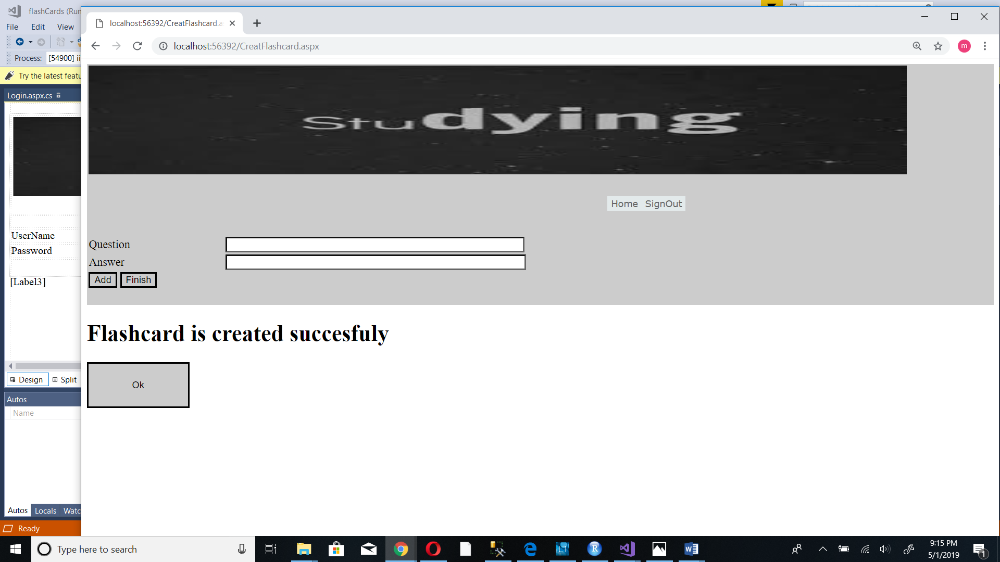 flashCards (Run
File Edit View
Process: [54900] ii
Try the latest featu
Login.aspx.cs
UserName
Password
[Label3]
Design Split
Autos
Name
Autos Locals Watc
Ready
localhost:56392/CreatFlashcard.a
localhost:56392/CreatFlashcard.aspx
m
Studying
Home SignOut
Question
Answer
Add Finish
Flashcard is created succesfuly
Ok
Type here to search
9:15 PM
5/1/2019
1